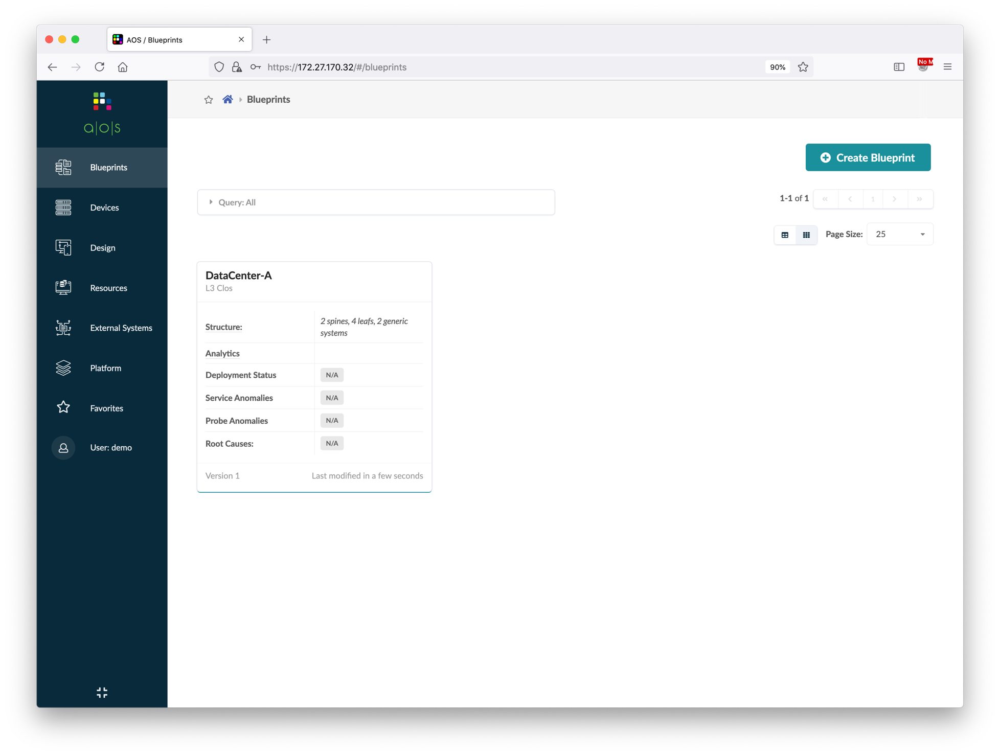 AOS / Blueprints
https://172.27.170.32/#/blueprints
90%
No M
a|o|s
Blueprints
Blueprints
Devices
Design
Resources
External Systems
Platform
Favorites
User: demo
Create Blueprint
Query: All
1-1 of 1
« ‹ 1 › »
Page Size: 25
DataCenter-A
L3 Clos
Structure: 2 spines, 4 leafs, 2 generic
systems
Analytics
Deployment Status N/A
Service Anomalies N/A
Probe Anomalies N/A
Root Causes: N/A
Version 1 Last modified in a few seconds